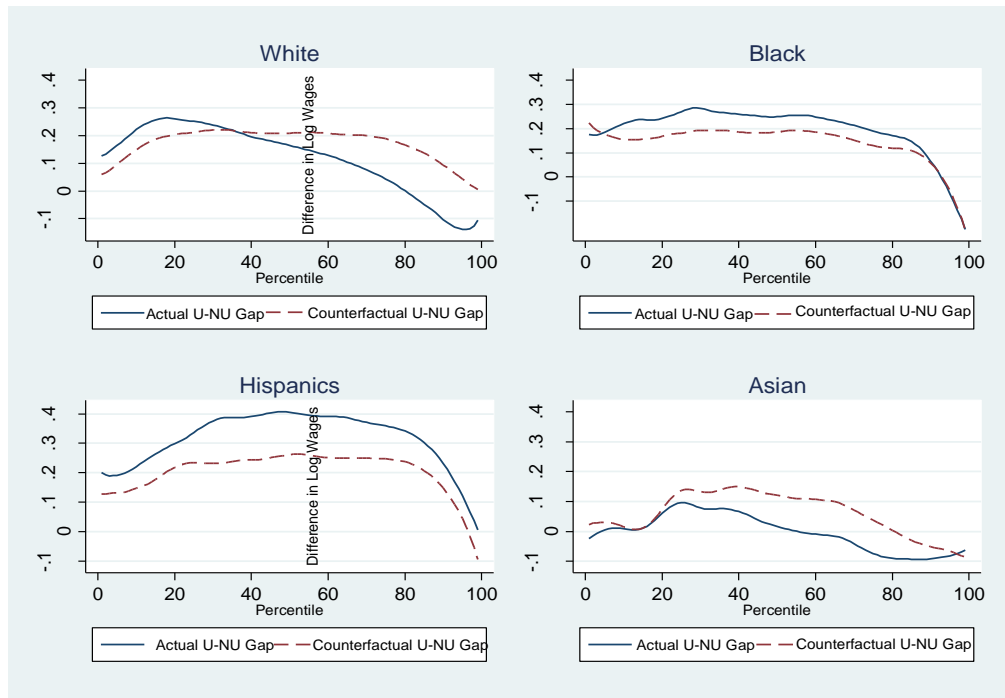 White
Difference in Log Wages
-.1 0 .1 .2 .3 .4
0 20 40 60 80 100
Percentile
Actual U-NU Gap Counterfactual U-NU Gap
Black
-.1 0 .1 .2 .3 .4
0 20 40 60 80 100
Percentile
Actual U-NU Gap Counterfactual U-NU Gap
Hispanics
Difference in Log Wages
-.1 0 .1 .2 .3 .4
0 20 40 60 80 100
Percentile
Actual U-NU Gap Counterfactual U-NU Gap
Asian
-.1 0 .1 .2 .3 .4
0 20 40 60 80 100
Percentile
Actual U-NU Gap Counterfactual U-NU Gap